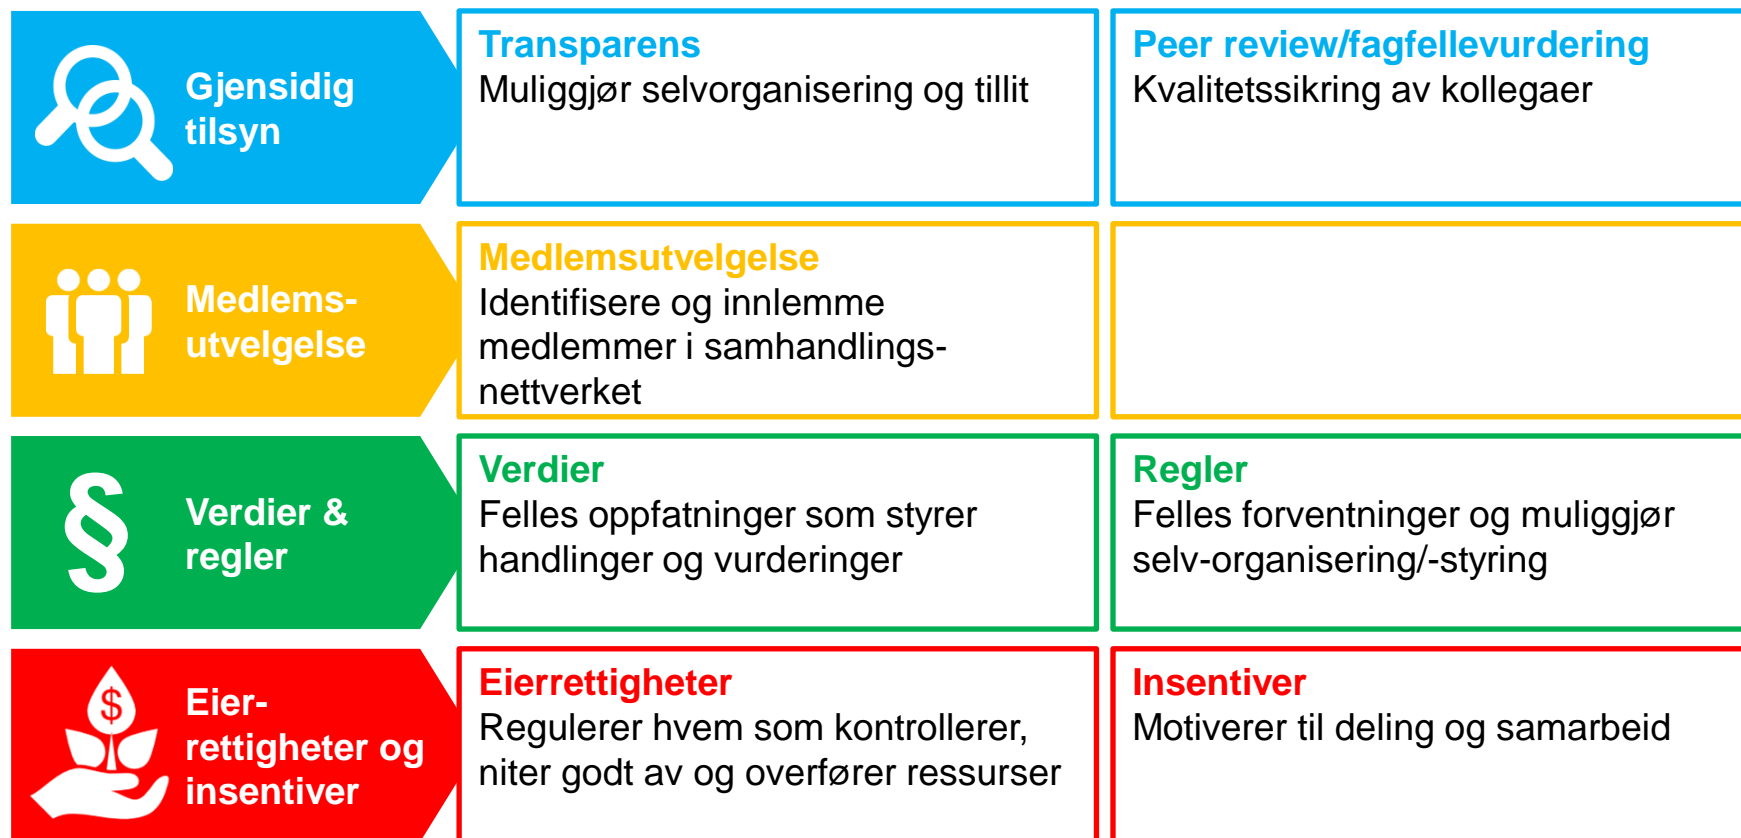 Gjensidig
tilsyn
Transparens
Muliggjør selvorganisering og tillit
Peer review/fagfellevurdering
Kvalitetssikring av kollegaer
Medlems-
utvelgelse
Medlemsutvelgelse
Identifisere og innlemme
medlemmer i samhandlings-
nettverket
§
Verdier &
regler
Verdier
Felles oppfatninger som styrer
handlinger og vurderinger
Regler
Felles forventninger og muliggjør
selv-organisering/-styring
$
Eier-
rettigheter og
insentiver
Eierrettigheter
Regulerer hvem som kontrollerer,
niter godt av og overfører ressurser
Insentiver
Motiverer til deling og samarbeid